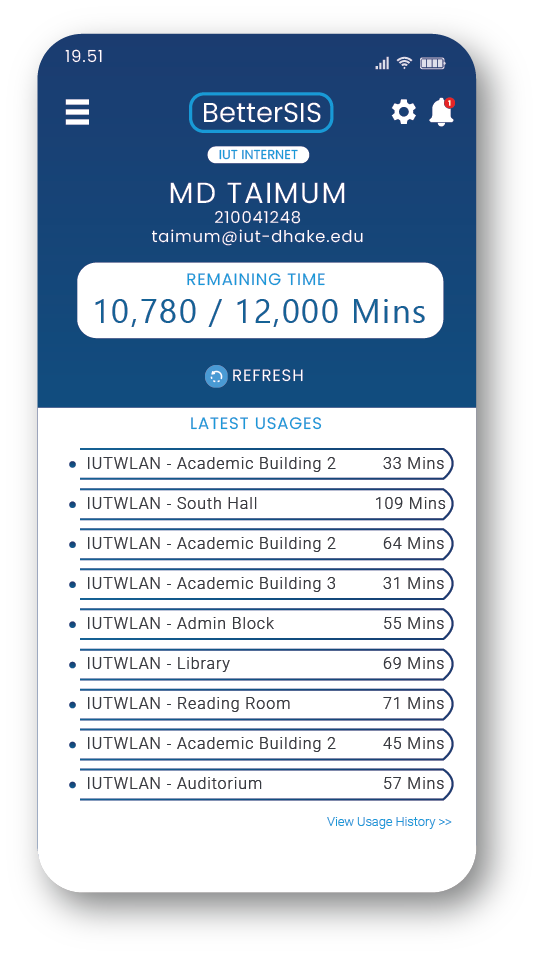 19.51
BetterSIS
1
IUT INTERNET
MD TAIMUM
210041248
taimum@iut-dhake.edu
REMAINING TIME
10,780 / 12,000 Mins
REFRESH
LATEST USAGES
IUTWLAN - Academic Building 2 33 Mins
IUTWLAN - South Hall 109 Mins
IUTWLAN - Academic Building 2 64 Mins
IUTWLAN - Academic Building 3 31 Mins
IUTWLAN - Admin Block 55 Mins
IUTWLAN - Library 69 Mins
IUTWLAN - Reading Room 71 Mins
IUTWLAN - Academic Building 2 45 Mins
IUTWLAN - Auditorium 57 Mins
View Usage History >>